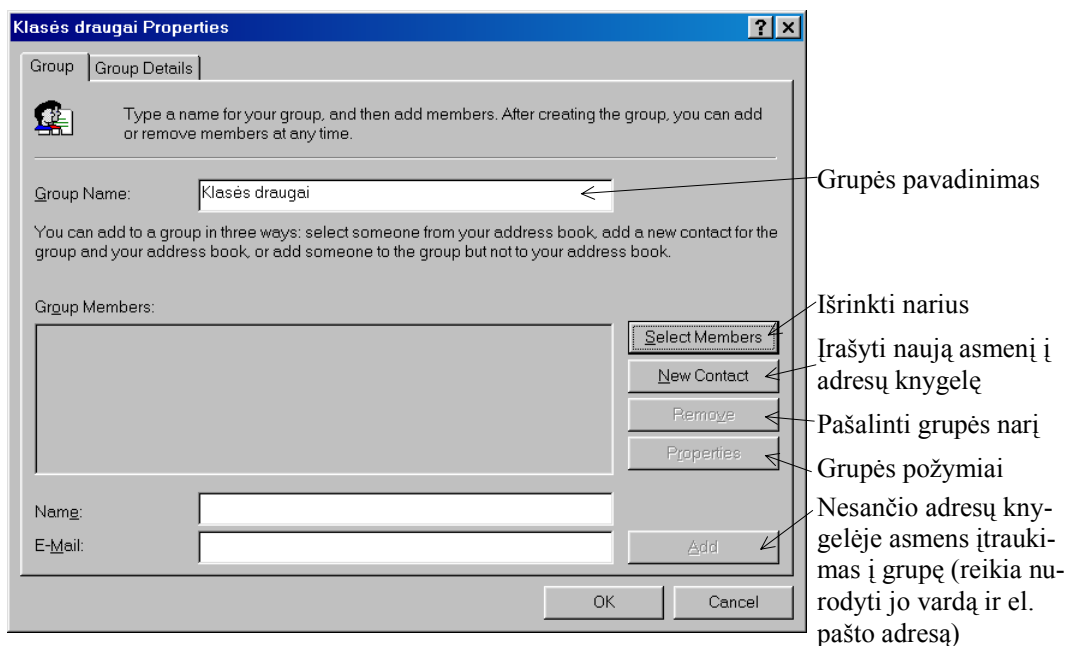 Klasės draugai Properties
Group
Group Details
Type a name for your group, and then add members. After creating the group, you can add
or remove members at any time.
Group Name:
Klasės draugai
Grupės pavadinimas
You can add to a group in three ways: select someone from your address book, add a new contact for the
group and your address book, or add someone to the group but not to your address book.
Group Members:
Select Members
Išrinkti narius
New Contact
Įrašyti naują asmenį į
adresų knygelę
Remove
Pašalinti grupės narį
Properties
Grupės požymiai
Name:
E-Mail:
Add
Nesančio adresų kny-
gelėje asmens įtrauki-
mas į grupę (reikia nu-
rodyti jo vardą ir el.
pašto adresą)
OK
Cancel